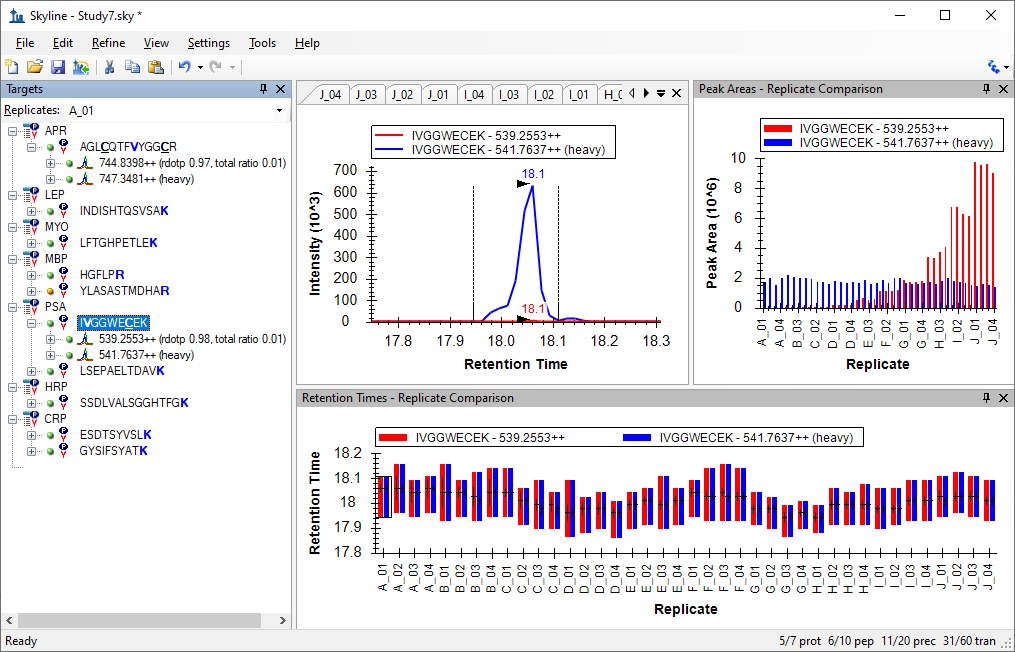 Skyline - Study7.sky *
File Edit Refine View Settings Tools Help
Targets
Replicates: A_01
APR
AGLCQTFVYGGCR
744.8398++ (rdotp 0.97, total ratio 0.01)
747.3481++ (heavy)
LEP
INDISHTQSVSAK
MYO
LFTGHPETLEK
MBP
HGFLPR
YLASASTMDHAR
PSA
IVGGWECEK
539.2553++ (rdotp 0.98, total ratio 0.01)
541.7637++ (heavy)
LSEPAELTDAVK
HRP
SSDLVALSGGHTFGK
CRP
ESDTSYVSLK
GYSIFSYATK
J_04 J_03 J_02 J_01 I_04 I_03 I_02 I_01 H_0
IVGGWECEK - 539.2553++
IVGGWECEK - 541.7637++ (heavy)
Intensity (10^3)
700
600
500
400
300
200
100
0
18.1
18.1
17.8 17.9 18.0 18.1 18.2 18.3
Retention Time
Peak Areas - Replicate Comparison
IVGGWECEK - 539.2553++
IVGGWECEK - 541.7637++ (heavy)
Peak Area (10^6)
10
8
6
4
2
0
A_01 A_04 B_03 C_02 D_01 D_04 E_03 F_02 G_01 G_04 H_03 I_02 J_01 J_04
Replicate
Retention Times - Replicate Comparison
IVGGWECEK - 539.2553++ IVGGWECEK - 541.7637++ (heavy)
Retention Time
18.2
18.1
18
17.9
17.8
A_01 A_02 A_03 A_04 B_01 B_02 B_03 B_04 C_01 C_02 C_03 C_04 D_01 D_02 D_03 D_04 E_01 E_02 E_03 E_04 F_01 F_02 F_03 F_04 G_01 G_02 G_03 G_04 H_01 H_02 H_03 H_04 I_01 I_02 I_03 I_04 J_01 J_02 J_03 J_04
Replicate
Ready
5/7 prot 6/10 pep 11/20 prec 31/60 tran